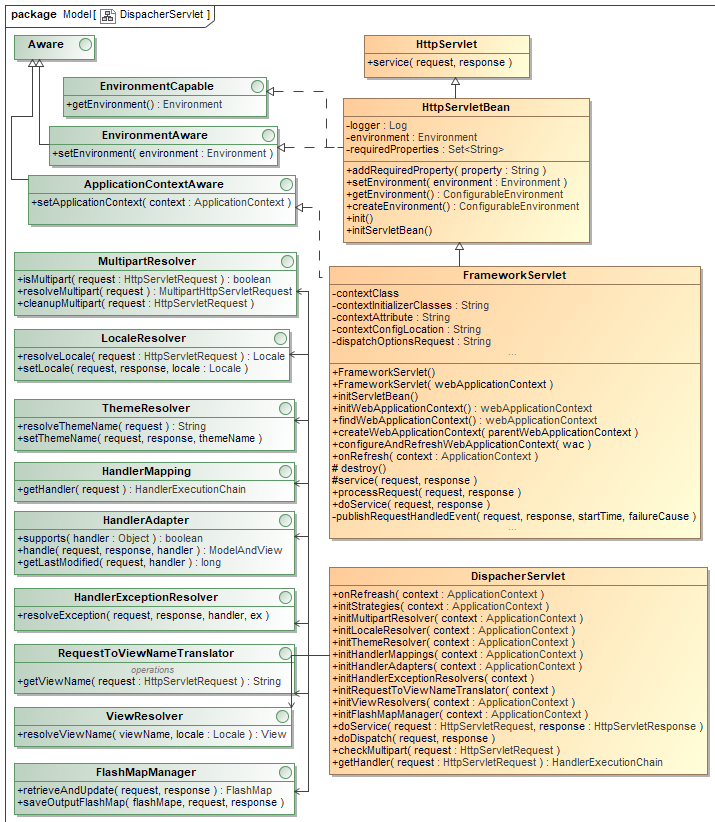 package Model[ DispacherServlet ]
Aware
EnvironmentCapable
+getEnvironment() : Environment
EnvironmentAware
+setEnvironment( environment : Environment )
ApplicationContextAware
+setApplicationContext( context : ApplicationContext )
MultipartResolver
+isMultipart( request : HttpServletRequest ) : boolean
+resolveMultipart( request ) : MultipartHttpServletRequest
+cleanupMultipart( request : HttpServletRequest )
LocaleResolver
+resolveLocale( request : HttpServletRequest ) : Locale
+setLocale( request, response, locale : Locale )
ThemeResolver
+resolveThemeName( request ) : String
+setThemeName( request, response, themeName )
HandlerMapping
+getHandler( request ) : HandlerExecutionChain
HandlerAdapter
+supports( handler : Object ) : boolean
+handle( request, response, handler ) : ModelAndView
+getLastModified( request, handler ) : long
HandlerExceptionResolver
+resolveException( request, response, handler, ex )
RequestToViewNameTranslator
operations
+getViewName( request : HttpServletRequest ) : String
ViewResolver
+resolveViewName( viewName, locale : Locale ) : View
FlashMapManager
+retrieveAndUpdate( request, response ) : FlashMap
+saveOutputFlashMap( flashMape, request, response )
HttpServlet
+service( request, response )
HttpServletBean
-logger : Log
-environment : Environment
-requiredProperties : Set<String>
+addRequiredProperty( property : String )
+setEnvironment( environment : Environment )
+getEnvironment() : ConfigurableEnvironment
+createEnvironment() : ConfigurableEnvironment
+init()
+initServletBean()
FrameworkServlet
-contextClass
-contextInitializerClasses : String
-contextAttribute : String
-contextConfigLocation : String
-dispatchOptionsRequest : String
...
+FrameworkServlet()
+FrameworkServlet( webApplicationContext )
+initServletBean()
+initWebApplicationContext() : webApplicationContext
+findWebApplicationContext() : webApplicationContext
+createWebApplicationContext( parentWebApplicationContext )
+configureAndRefreshWebApplicationContext( wac )
+onRefresh( context : ApplicationContext )
# destroy()
#service( request, response )
+processRequest( request, response )
+doService( request, response )
-publishRequestHandledEvent( request, response, startTime, failureCause )
...
DispacherServlet
+onRefreash( context : ApplicationContext )
+initStrategies( context : ApplicationContext )
+initMultipartResolver( context : ApplicationContext )
+initLocaleResolver( context : ApplicationContext )
+initThemeResolver( context : ApplicationContext )
+initHandlerMappings( context : ApplicationContext )
+initHandlerAdapters( context : ApplicationContext )
+initHandlerExceptionResolvers( context )
+initRequestToViewNameTranslator( context )
+initViewResolvers( context : ApplicationContext )
+initFlashMapManager( context : ApplicationContext )
+doService( request : HttpServletRequest, response : HttpServletResponse )
+doDispatch( request, response )
+checkMultipart( request : HttpServletRequest )
+getHandler( request : HttpServletRequest ) : HandlerExecutionChain